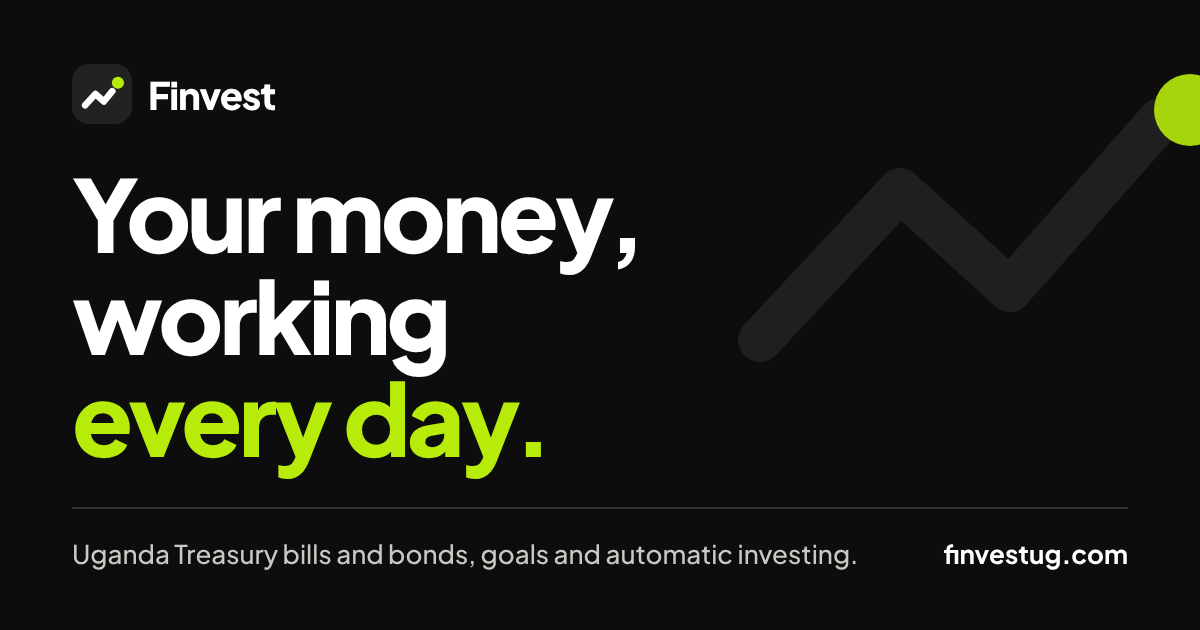 Finvest
Your money,
working
every day.
Uganda Treasury bills and bonds, goals and automatic investing.
finvestug.com